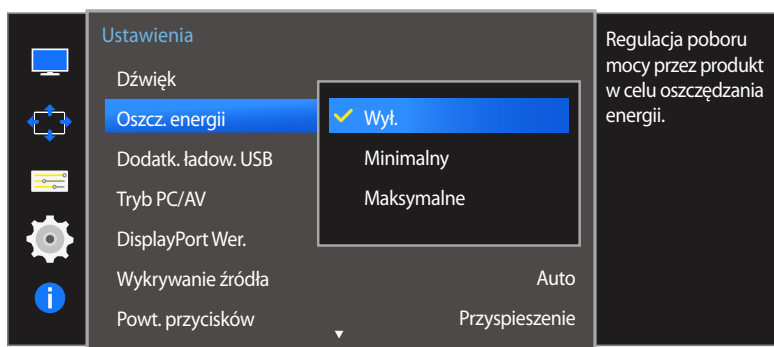 Ustawienia
Dźwięk
Oszcz. energii
Wył.
Dodatk. ładow. USB
Minimalny
Tryb PC/AV
Maksymalne
DisplayPort Wer.
Wykrywanie źródła Auto
Powt. przycisków Przyspieszenie
Regulacja poboru
mocy przez produkt
w celu oszczędzania
energii.